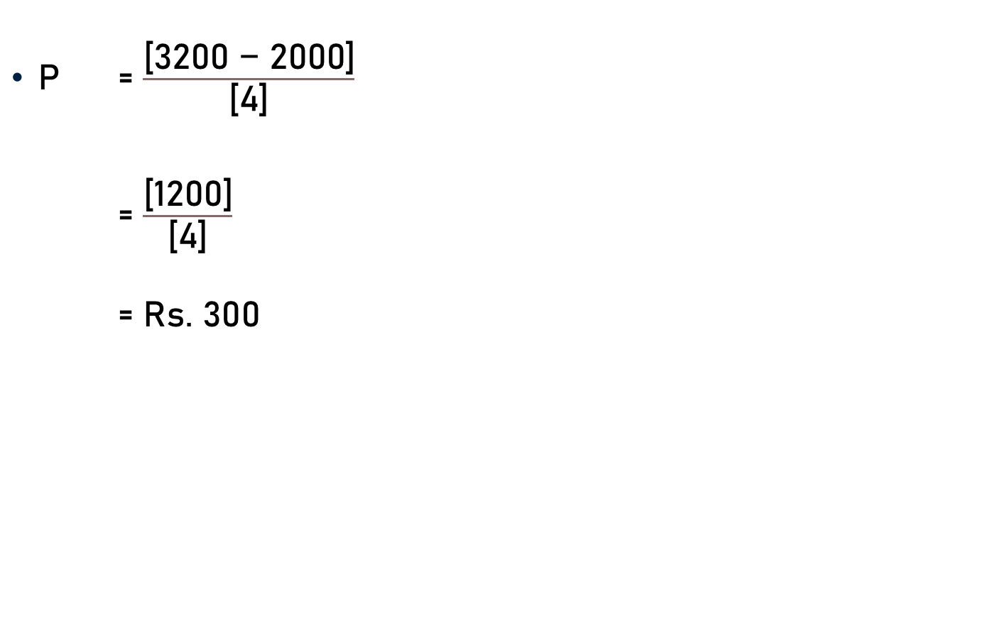 • P = [3200 – 2000]
[4]
= [1200]
[4]
= Rs. 300